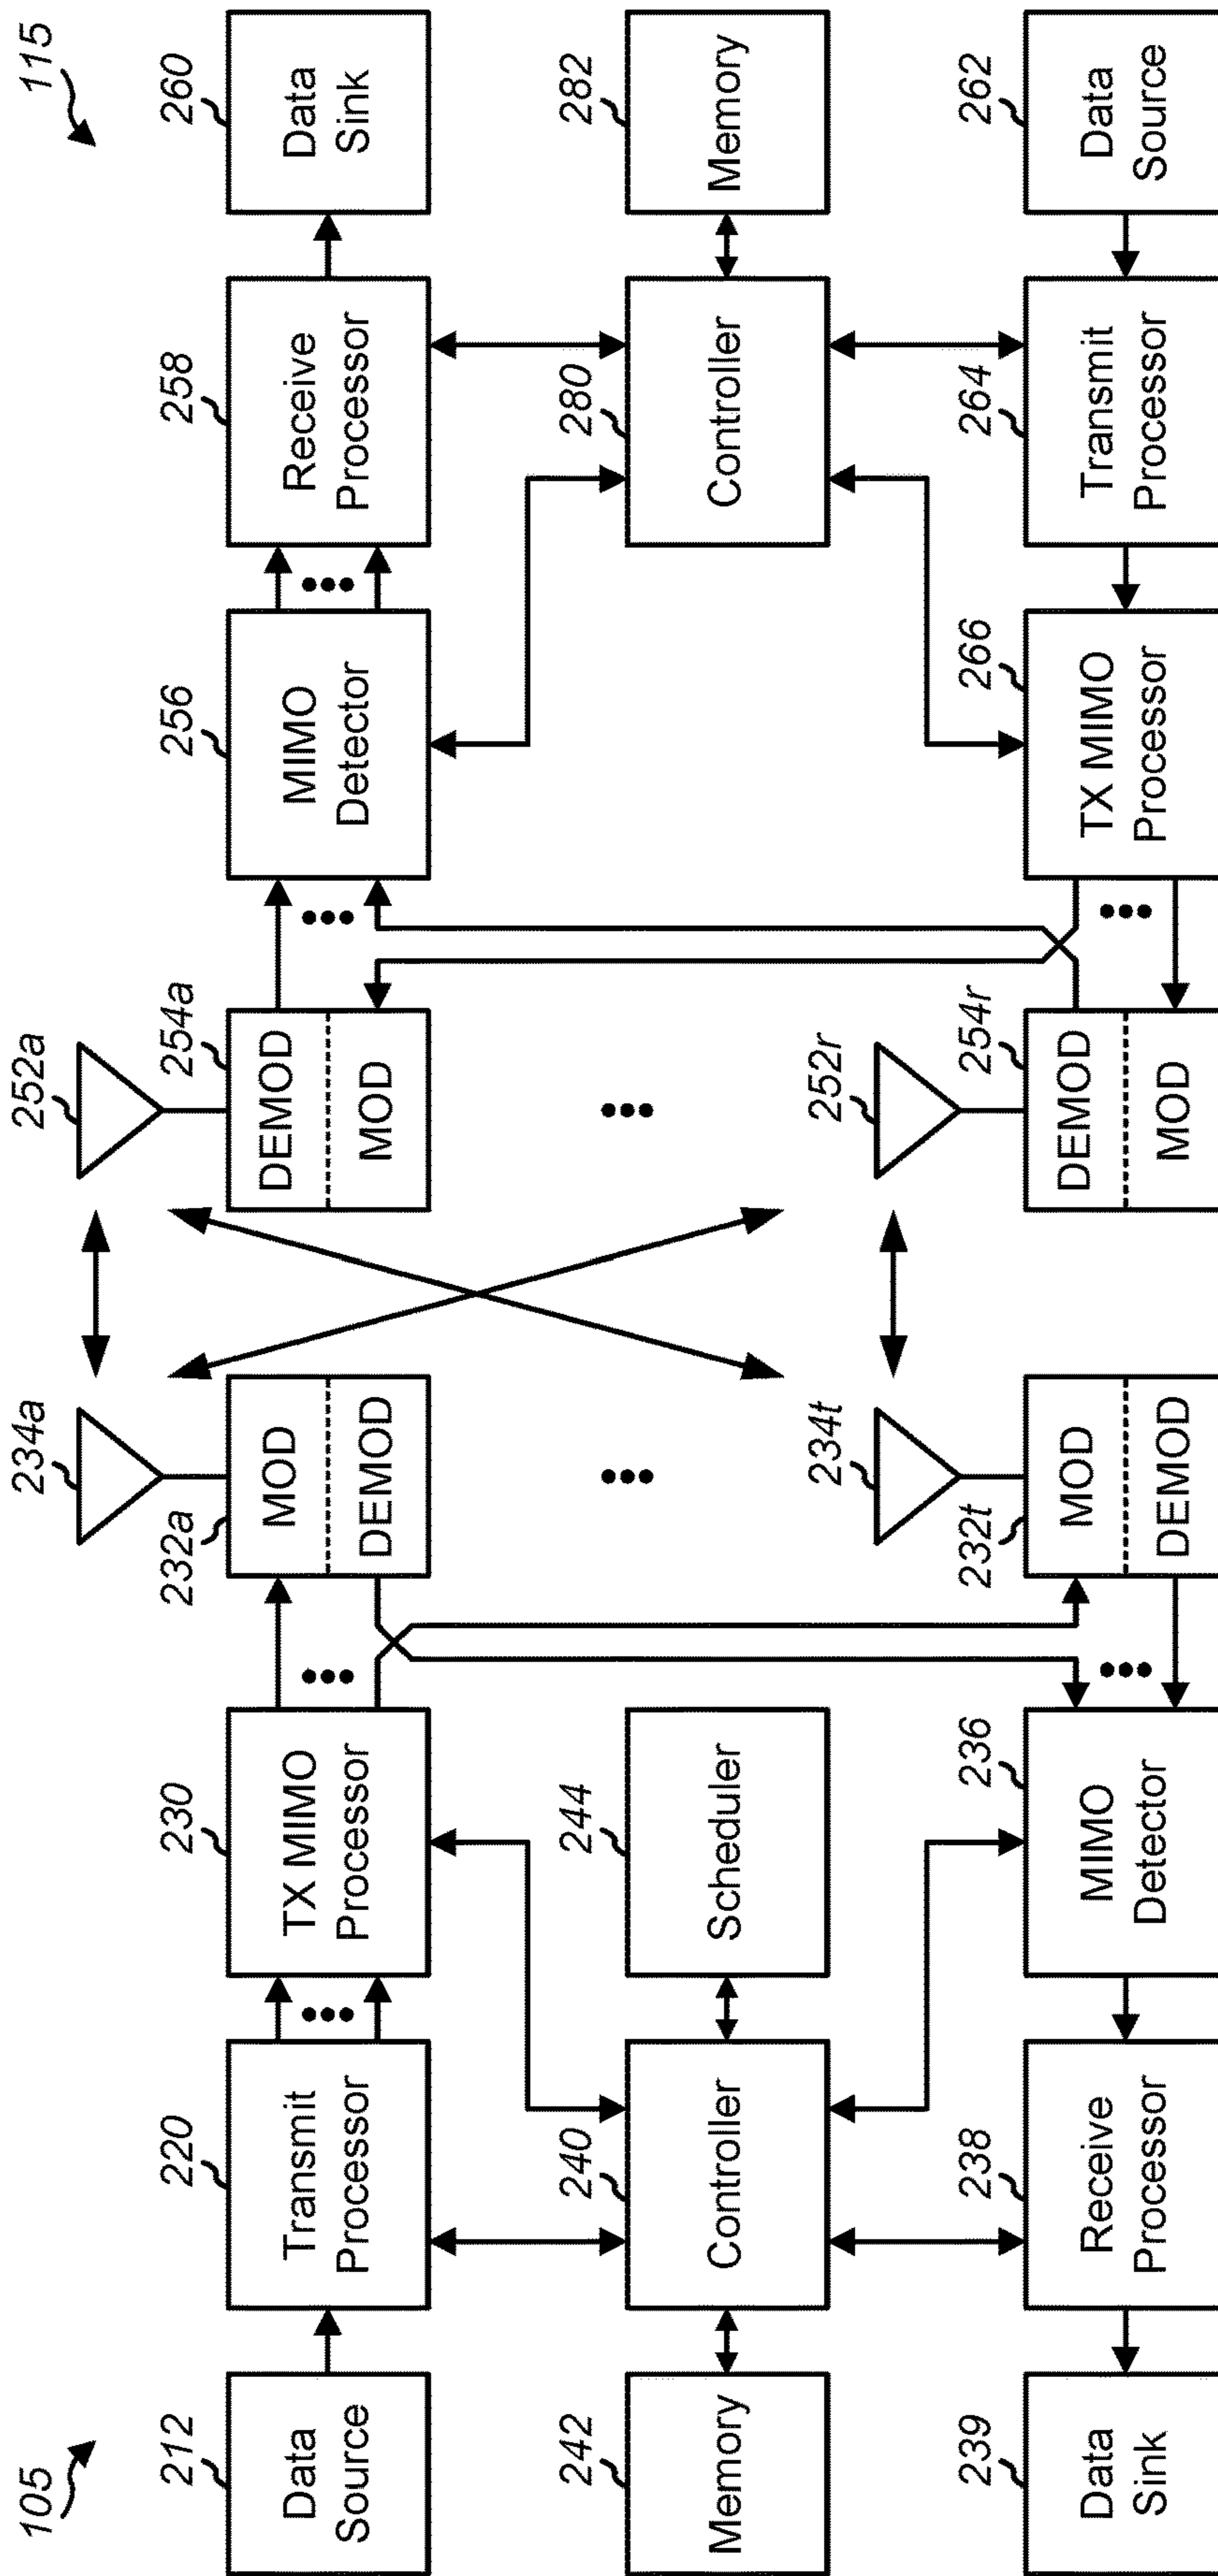 105
115
212
Data
Source
220
Transmit
Processor
230
TX MIMO
Processor
234a
232a
MOD
DEMOD
252a
254a
DEMOD
MOD
256
MIMO
Detector
258
Receive
Processor
260
Data
Sink
242
Memory
240
Controller
244
Scheduler
280
Controller
282
Memory
239
Data
Sink
238
Receive
Processor
236
MIMO
Detector
234t
232t
MOD
DEMOD
252r
254r
DEMOD
MOD
266
TX MIMO
Processor
264
Transmit
Processor
262
Data
Source